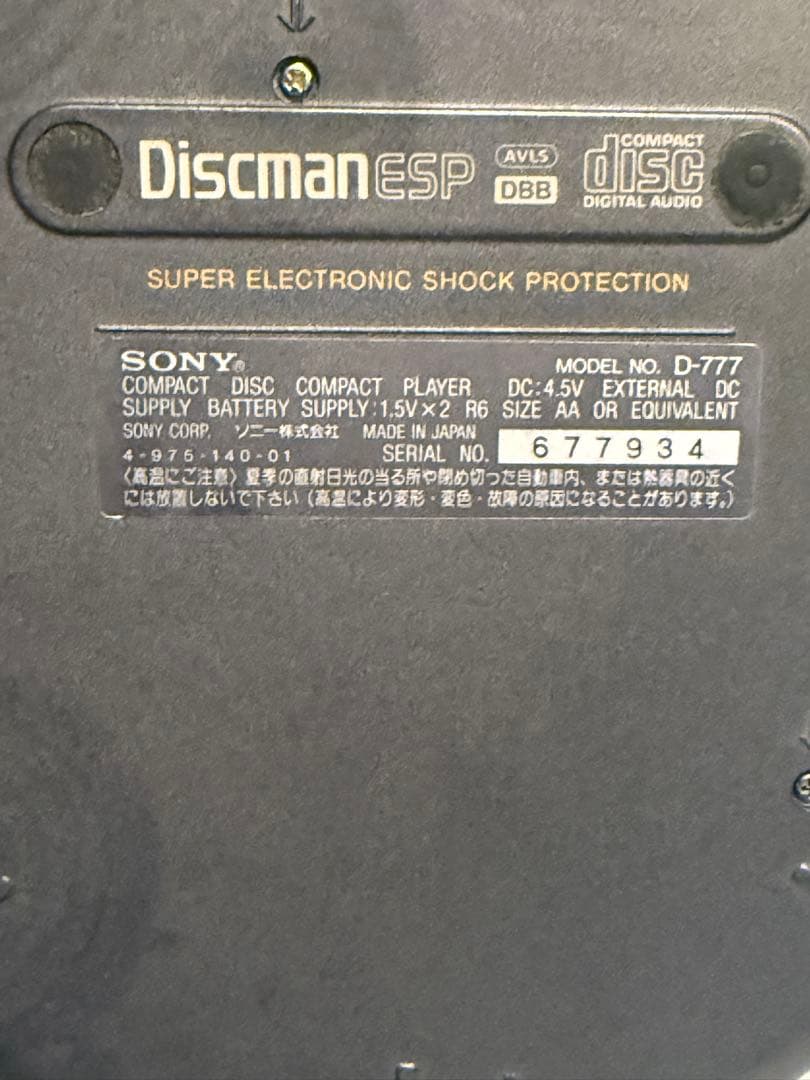 Discman ESP AVLS DBB COMPACT disc DIGITAL AUDIO
SUPER ELECTRONIC SHOCK PROTECTION
SONY® MODEL NO. D-777
COMPACT DISC COMPACT PLAYER DC:4.5V EXTERNAL DC
SUPPLY BATTERY SUPPLY:1.5V×2 R6 SIZE AA OR EQUIVALENT
SONY CORP. ソニー株式会社 MADE IN JAPAN
4-975-140-01 SERIAL NO. 677934
〈高温にご注意〉夏季の直射日光の当る所や閉め切った自動車内、または熱器具の近く
には放置しないで下さい(高温により変形・変色・故障の原因になることがあります。)